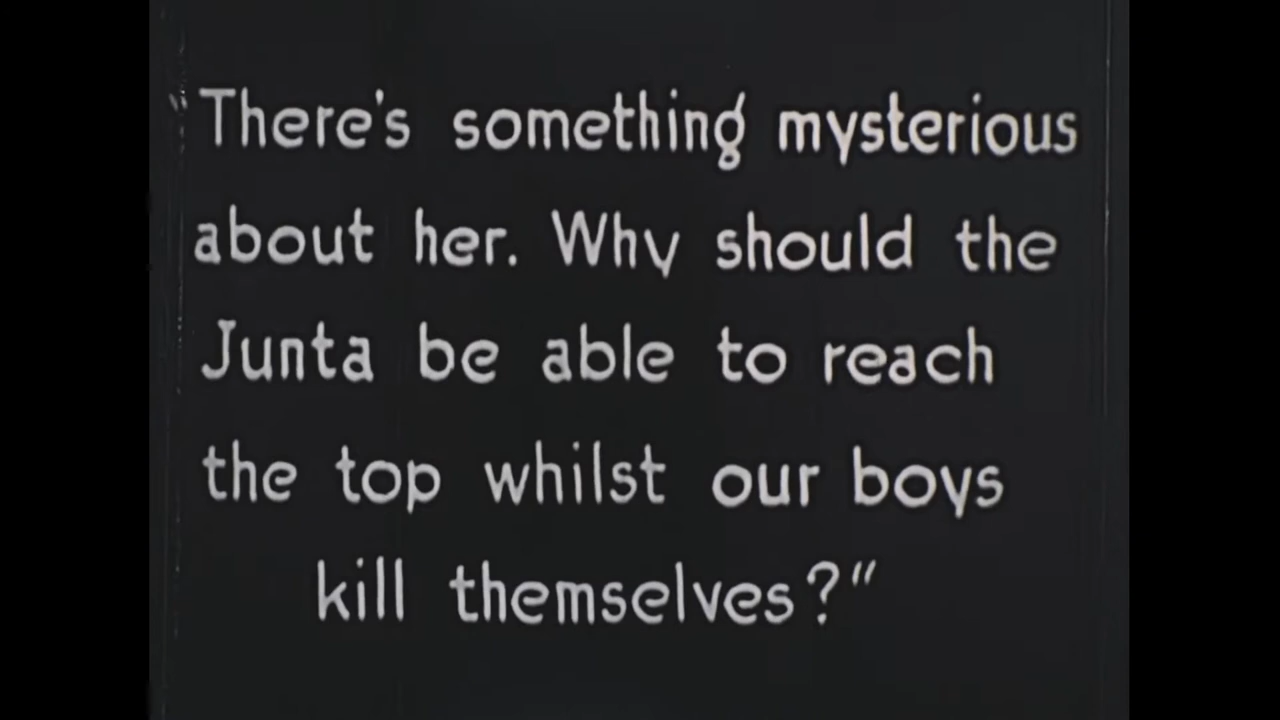 "There's something mysterious
about her. Why should the
Junta be able to reach
the top whilst our boys
kill themselves?"